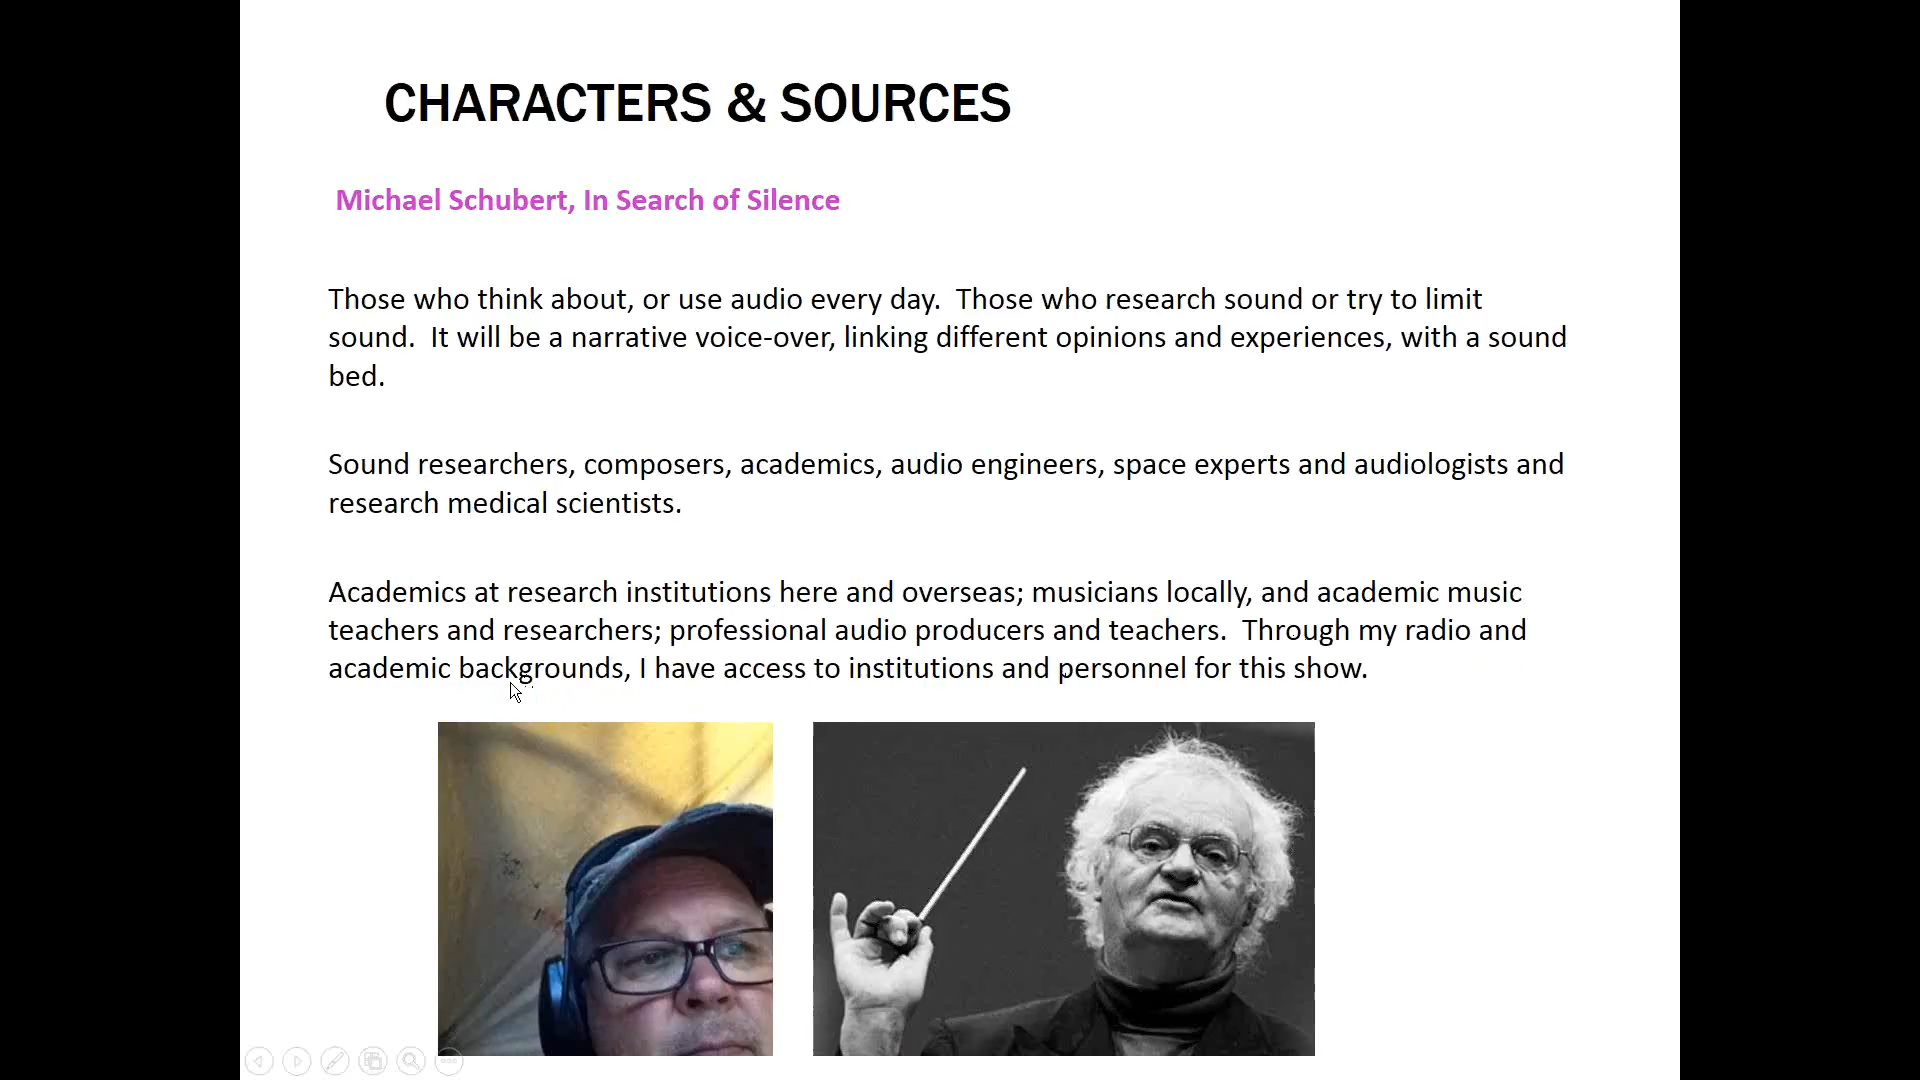 CHARACTERS & SOURCES
Michael Schubert, In Search of Silence
Those who think about, or use audio every day.  Those who research sound or try to limit
sound.  It will be a narrative voice-over, linking different opinions and experiences, with a sound
bed.
Sound researchers, composers, academics, audio engineers, space experts and audiologists and
research medical scientists.
Academics at research institutions here and overseas; musicians locally, and academic music
teachers and researchers; professional audio producers and teachers.  Through my radio and
academic backgrounds, I have access to institutions and personnel for this show.